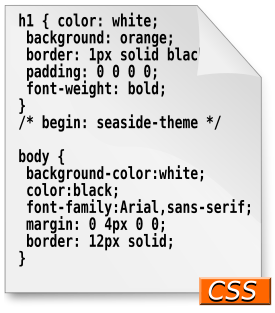 h1 { color: white;
background: orange;
border: 1px solid blac
padding: 0 0 0 0;
font-weight: bold;
}
/* begin: seaside-theme */

body {
background-color:white;
color:black;
font-family:Arial,sans-serif;
margin: 0 4px 0 0;
border: 12px solid;
}
CSS